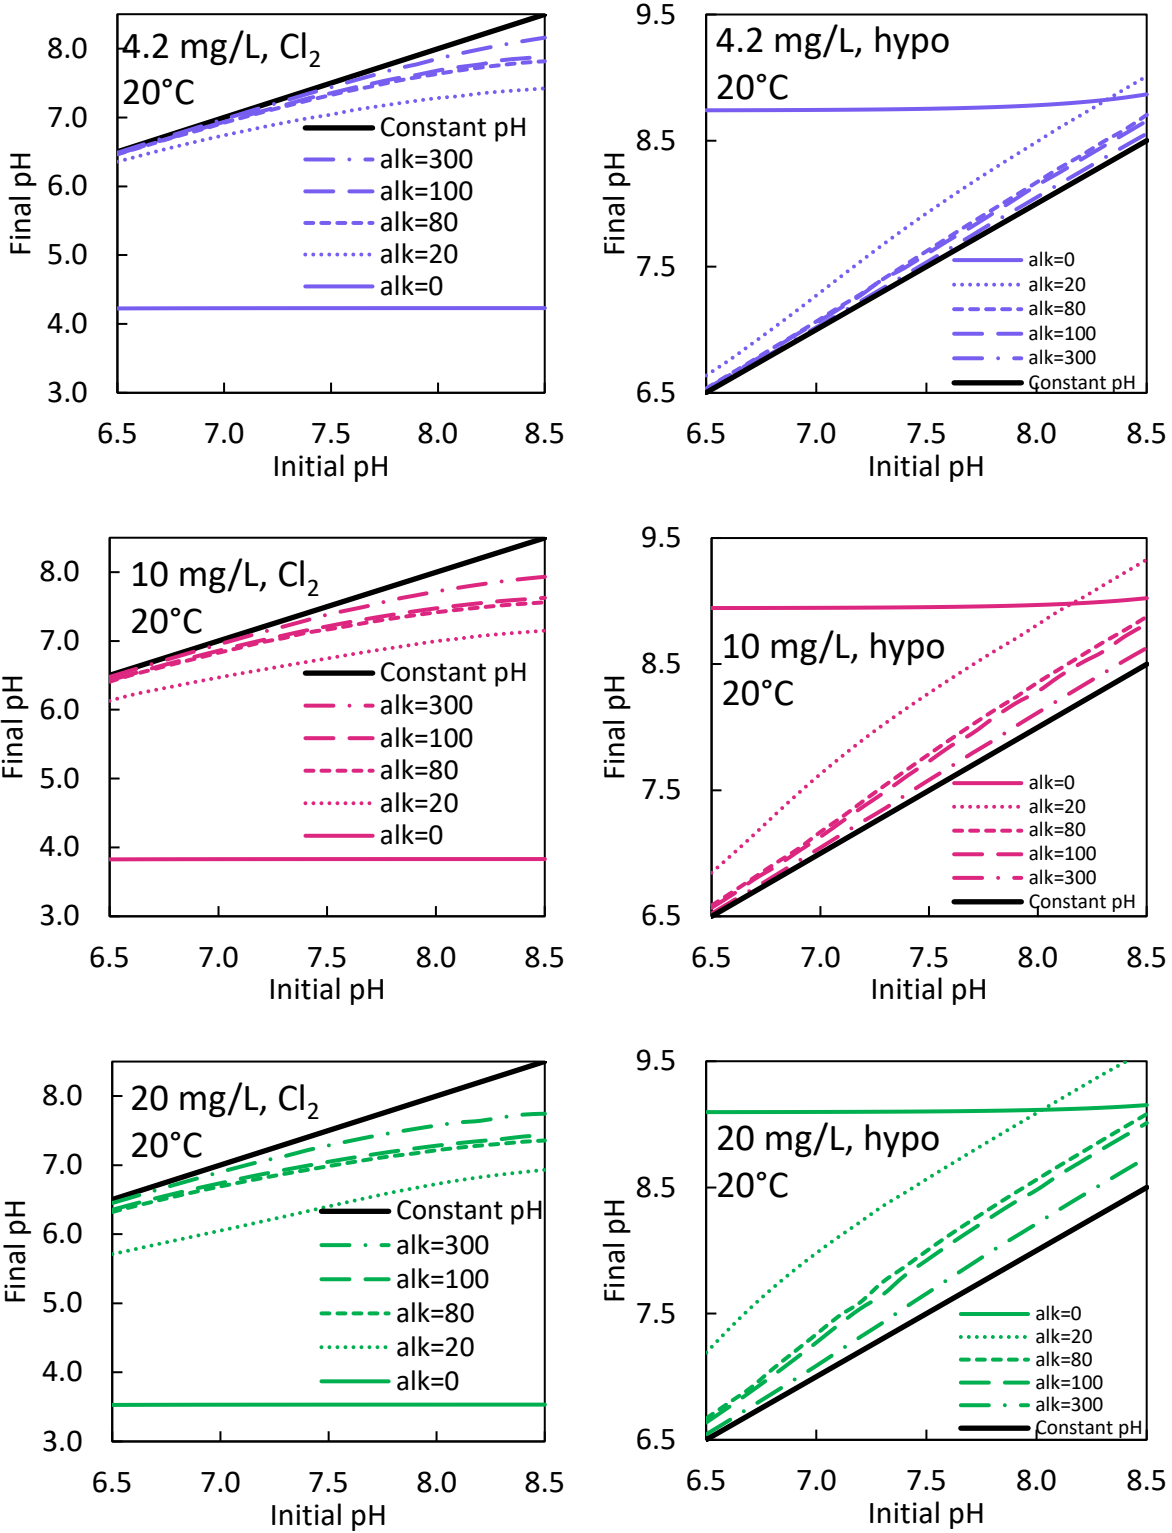 4.2 mg/L, Cl₂
20°C
Final pH
8.0
7.0
6.0
5.0
4.0
3.0
Constant pH
alk=300
alk=100
alk=80
alk=20
alk=0
6.5 7.0 7.5 8.0 8.5
Initial pH
4.2 mg/L, hypo
20°C
Final pH
9.5
8.5
7.5
6.5
alk=0
alk=20
alk=80
alk=100
alk=300
Constant pH
6.5 7.0 7.5 8.0 8.5
Initial pH
10 mg/L, Cl₂
20°C
Final pH
8.0
7.0
6.0
5.0
4.0
3.0
Constant pH
alk=300
alk=100
alk=80
alk=20
alk=0
6.5 7.0 7.5 8.0 8.5
Initial pH
10 mg/L, hypo
20°C
Final pH
9.5
8.5
7.5
6.5
alk=0
alk=20
alk=80
alk=100
alk=300
Constant pH
6.5 7.0 7.5 8.0 8.5
Initial pH
20 mg/L, Cl₂
20°C
Final pH
8.0
7.0
6.0
5.0
4.0
3.0
Constant pH
alk=300
alk=100
alk=80
alk=20
alk=0
6.5 7.0 7.5 8.0 8.5
Initial pH
20 mg/L, hypo
20°C
Final pH
9.5
8.5
7.5
6.5
alk=0
alk=20
alk=80
alk=100
alk=300
Constant pH
6.5 7.0 7.5 8.0 8.5
Initial pH